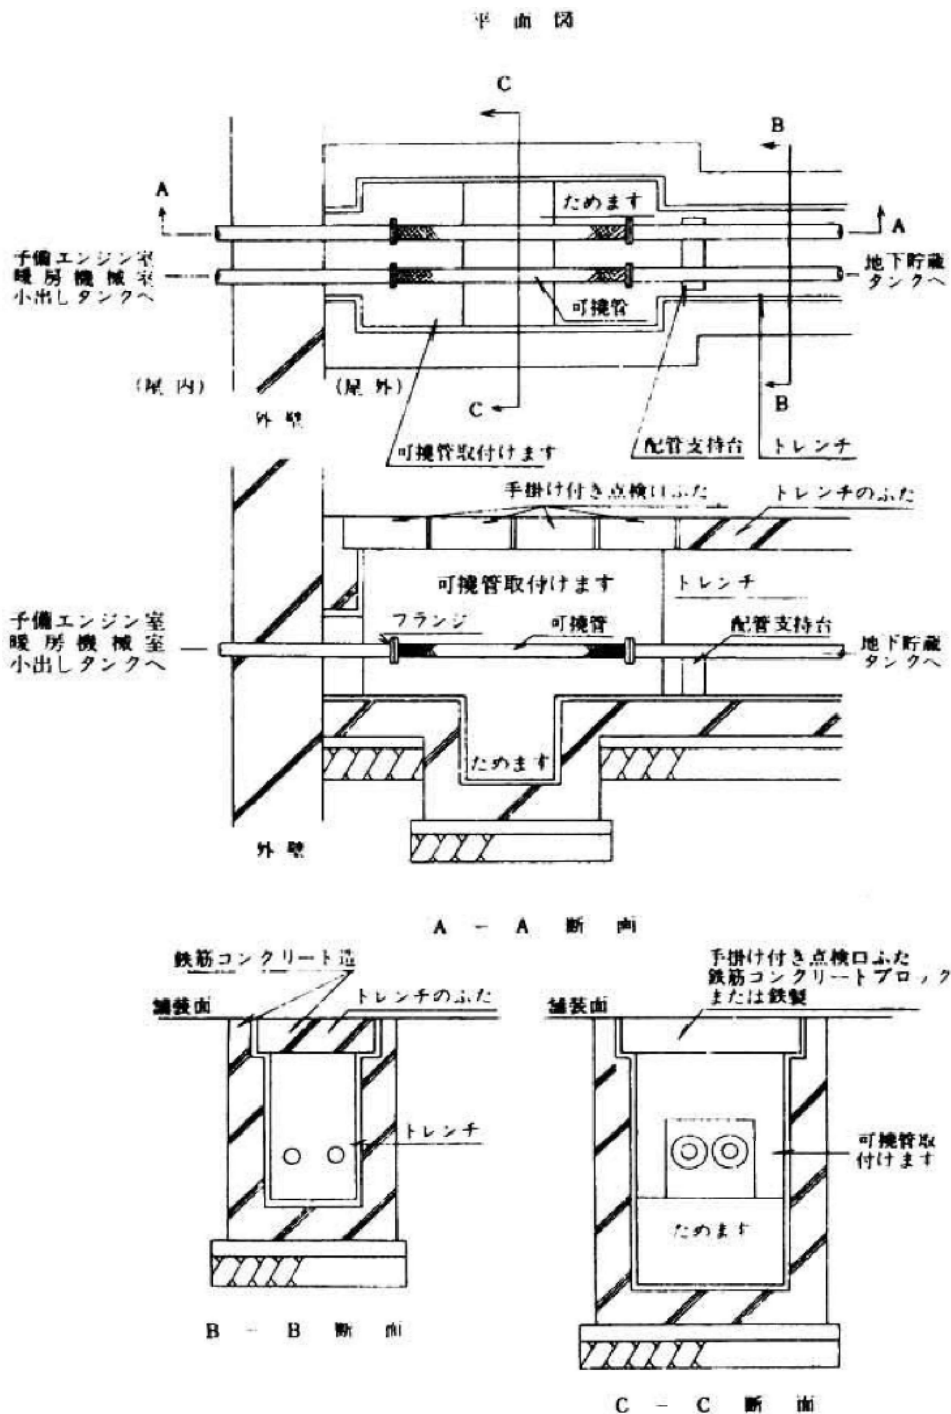 平面図
C
B
A
ためます
A
予備エンジン室
暖房機械室
小出しタンクへ
地下貯蔵
タンクへ
可撓管
(屋内)
(屋外)
C
B
外壁
可撓管取付けます
配管支持台
トレンチ
手掛け付き点検口ふた
トレンチのふた
可撓管取付けます
トレンチ
予備エンジン室
暖房機械室
小出しタンクへ
フランジ
可撓管
配管支持台
地下貯蔵
タンクへ
ためます
外壁
A－A断面
鉄筋コンクリート造
舗装面
トレンチのふた
トレンチ
B－B断面
手掛け付き点検口ふた
鉄筋コンクリートブロック
または鉄製
舗装面
可撓管取
付けます
ためます
C－C断面